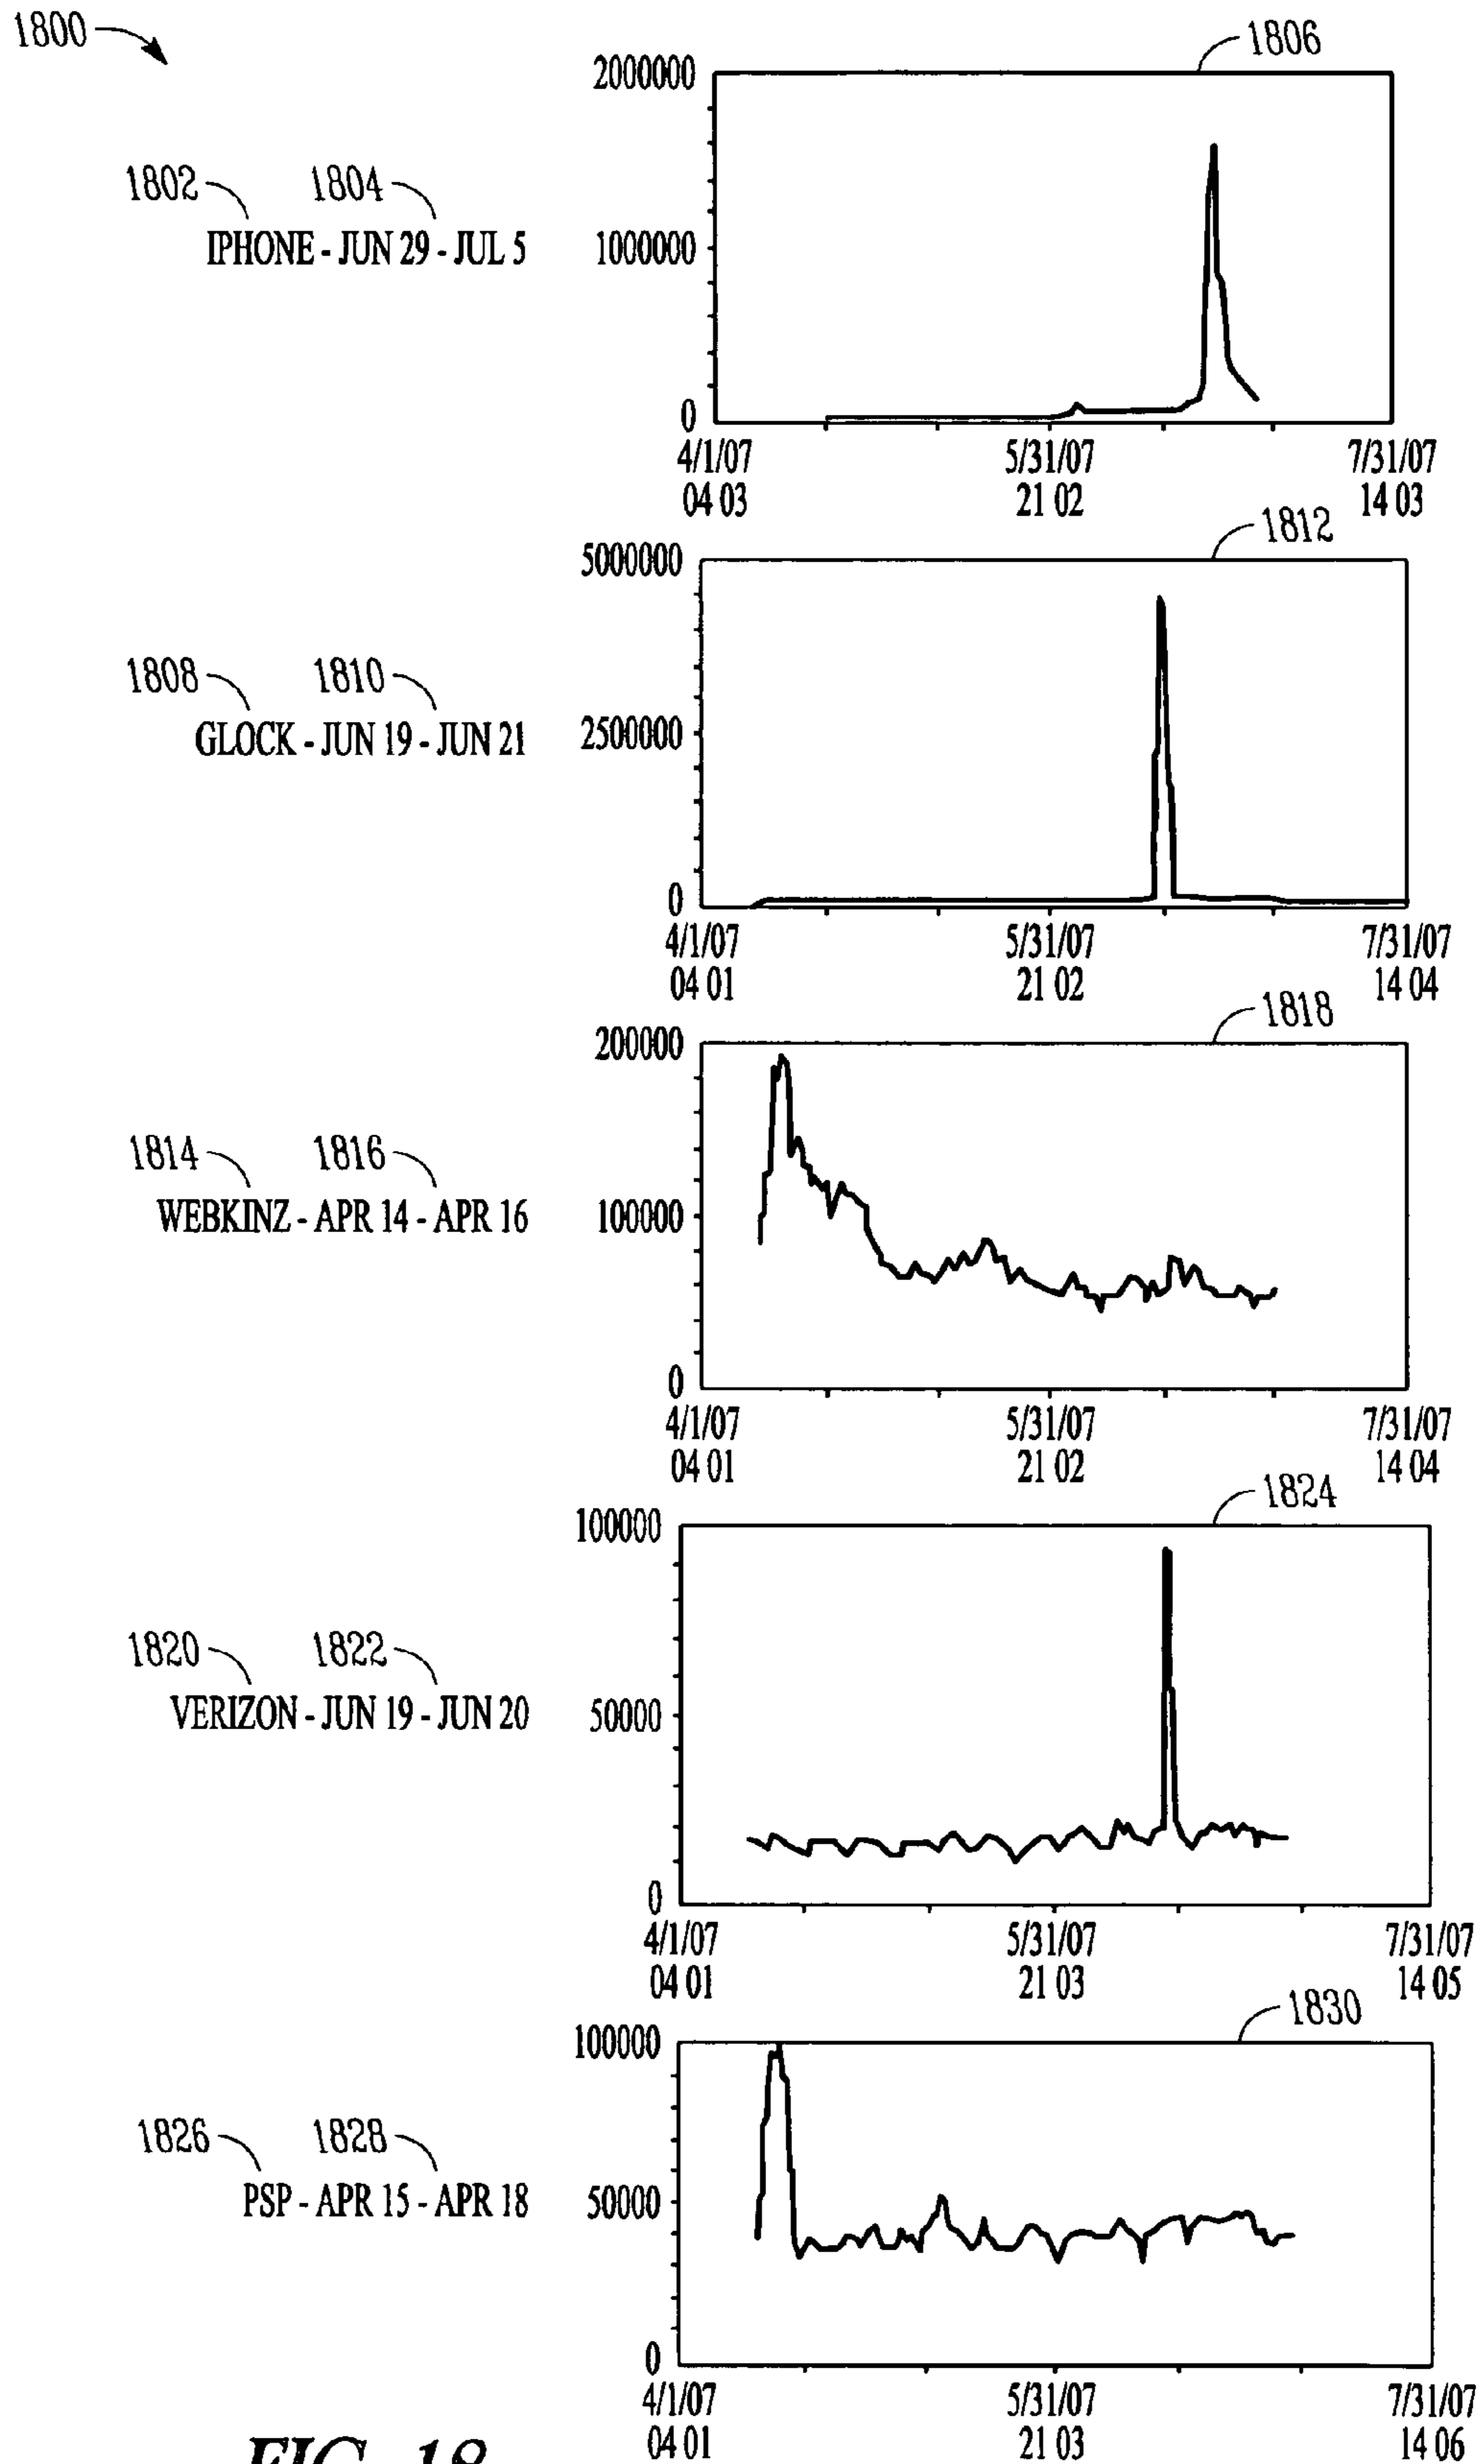 1800
1806
2000000
1802 1804
IPHONE - JUN 29 - JUL 5
1000000
0
4/1/07 5/31/07 7/31/07
04 03 21 02 14 03
1812
5000000
1808 1810
GLOCK - JUN 19 - JUN 21
2500000
0
4/1/07 5/31/07 7/31/07
04 01 21 02 14 04
1818
200000
1814 1816
WEBKINZ - APR 14 - APR 16
100000
0
4/1/07 5/31/07 7/31/07
04 01 21 02 14 04
1824
100000
1820 1822
VERIZON - JUN 19 - JUN 20
50000
0
4/1/07 5/31/07 7/31/07
04 01 21 03 14 05
1830
100000
1826 1828
PSP - APR 15 - APR 18
50000
0
4/1/07 5/31/07 7/31/07
04 01 21 03 14 06
FIG. 18